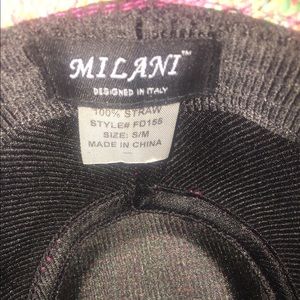 MILANI™
DESIGNED IN ITALY
100% STRAW
STYLE# FD155
SIZE: S/M
MADE IN CHINA